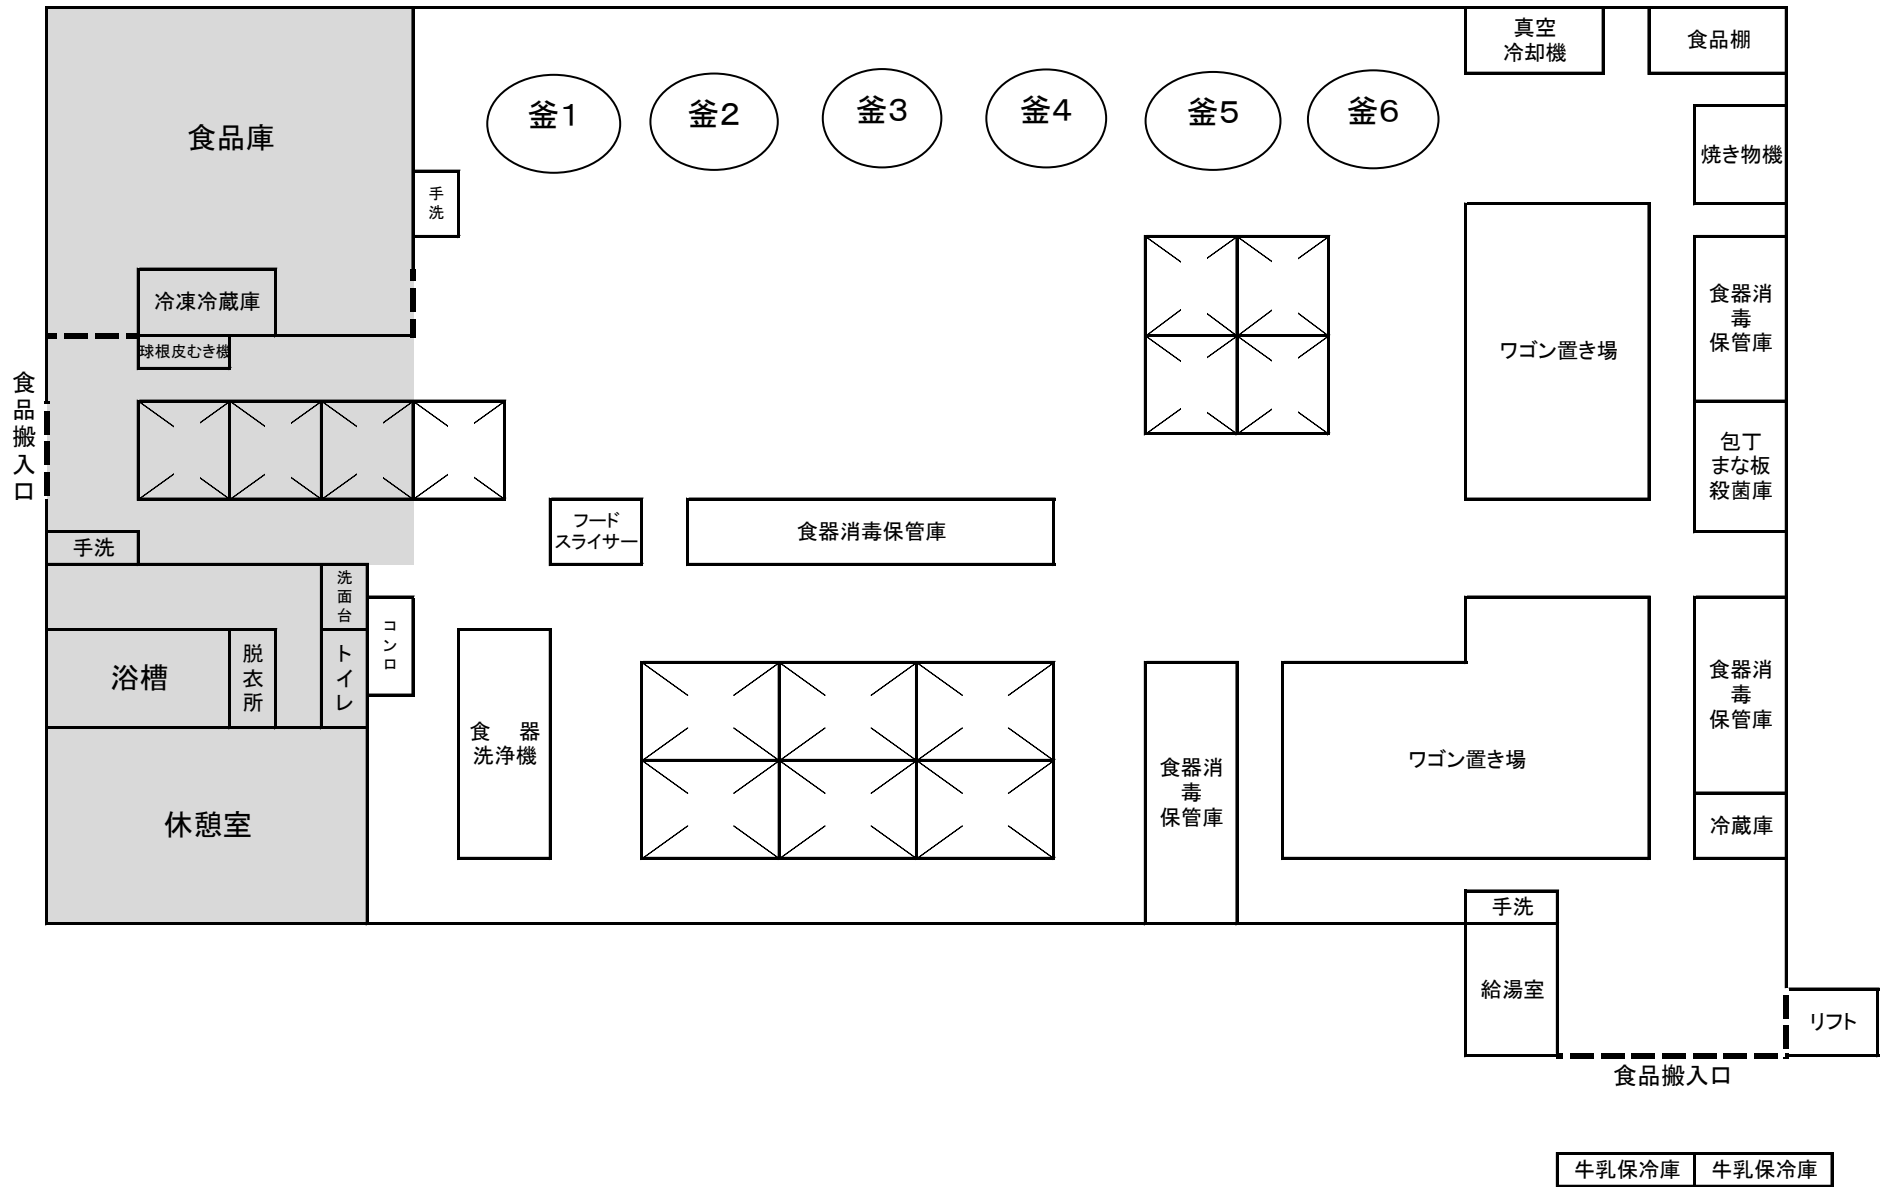 真空
冷却機
食品棚
釜1
釜2
釜3
釜4
釜5
釜6
食品庫
焼き物機
手洗
冷凍冷蔵庫
食器消
毒
保管庫
球根皮むき機
ワゴン置き場
食品搬入口
包丁
まな板
殺菌庫
フード
スライサー
食器消毒保管庫
手洗
洗面台
コンロ
浴槽
脱衣所
トイレ
食器消
毒
保管庫
食　器
洗浄機
食器消
毒
保管庫
ワゴン置き場
休憩室
冷蔵庫
手洗
給湯室
リフト
食品搬入口
牛乳保冷庫
牛乳保冷庫